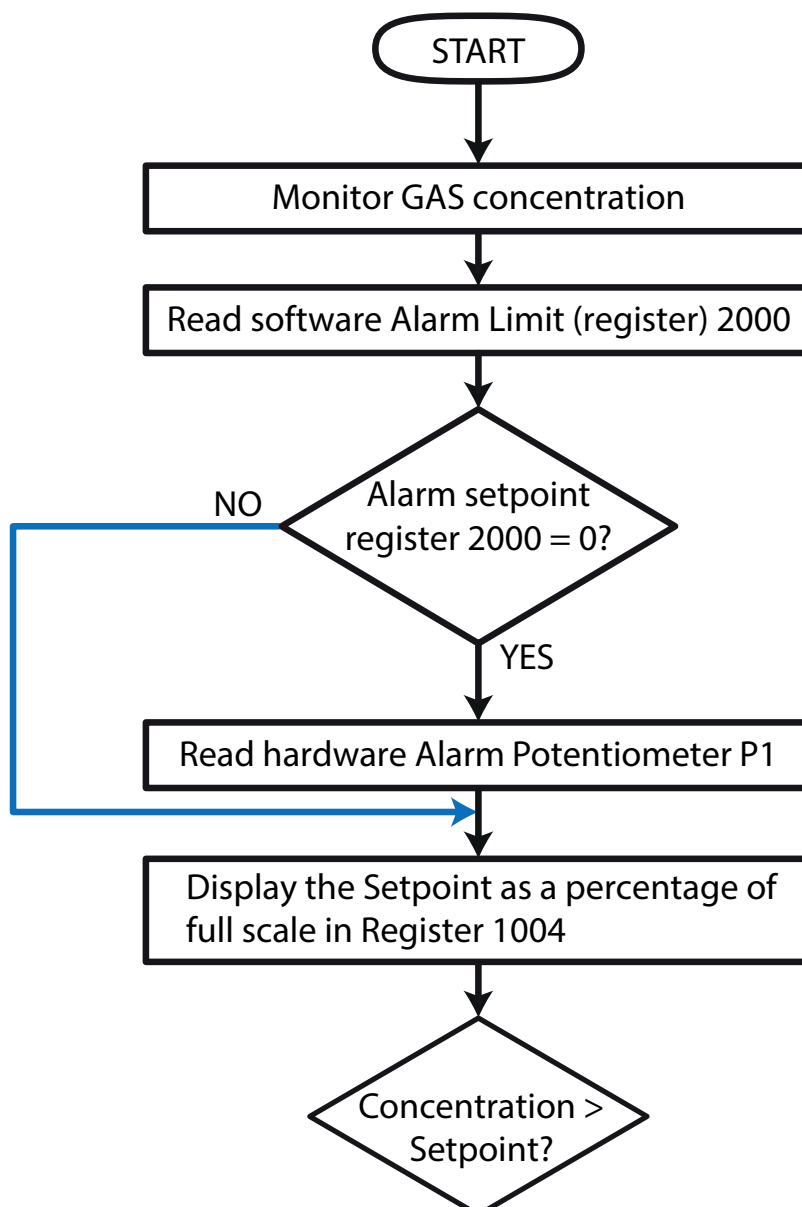 START
Monitor GAS concentration
Read software Alarm Limit (register) 2000
Alarm setpoint
register 2000 = 0?
NO
YES
Read hardware Alarm Potentiometer P1
Display the Setpoint as a percentage of
full scale in Register 1004
Concentration >
Setpoint?